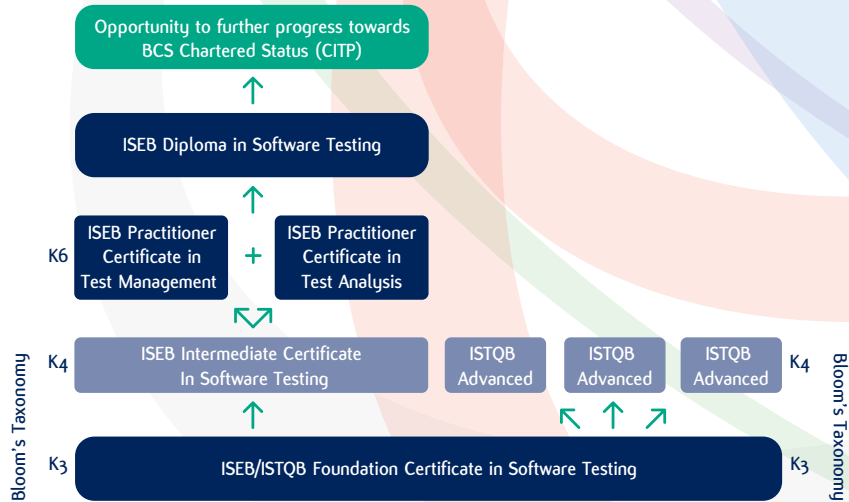 Opportunity to further progress towards
BCS Chartered Status (CITP)
ISEB Diploma in Software Testing
K6
ISEB Practitioner
Certificate in
Test Management
+
ISEB Practitioner
Certificate in
Test Analysis
Bloom's Taxonomy
K4
ISEB Intermediate Certificate
In Software Testing
ISTQB
Advanced
ISTQB
Advanced
ISTQB
Advanced
K4
K3
ISEB/ISTQB Foundation Certificate in Software Testing
K3
Bloom's Taxonomy